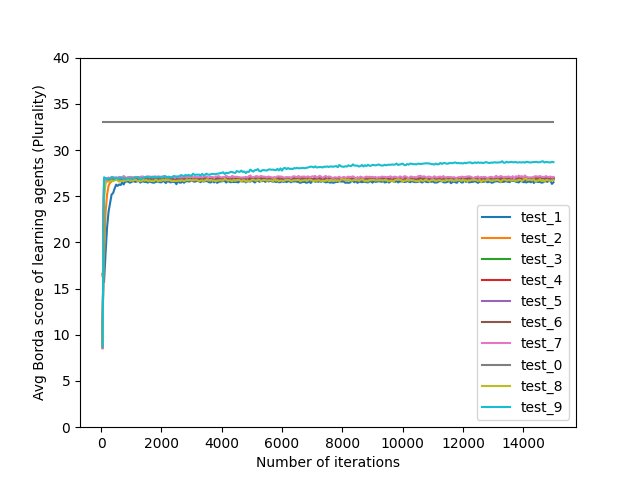 40
35
30
25
20
15
10
5
0
Avg Borda score of learning agents (Plurality)
test_1
test_2
test_3
test_4
test_5
test_6
test_7
test_0
test_8
test_9
0 2000 4000 6000 8000 10000 12000 14000
Number of iterations